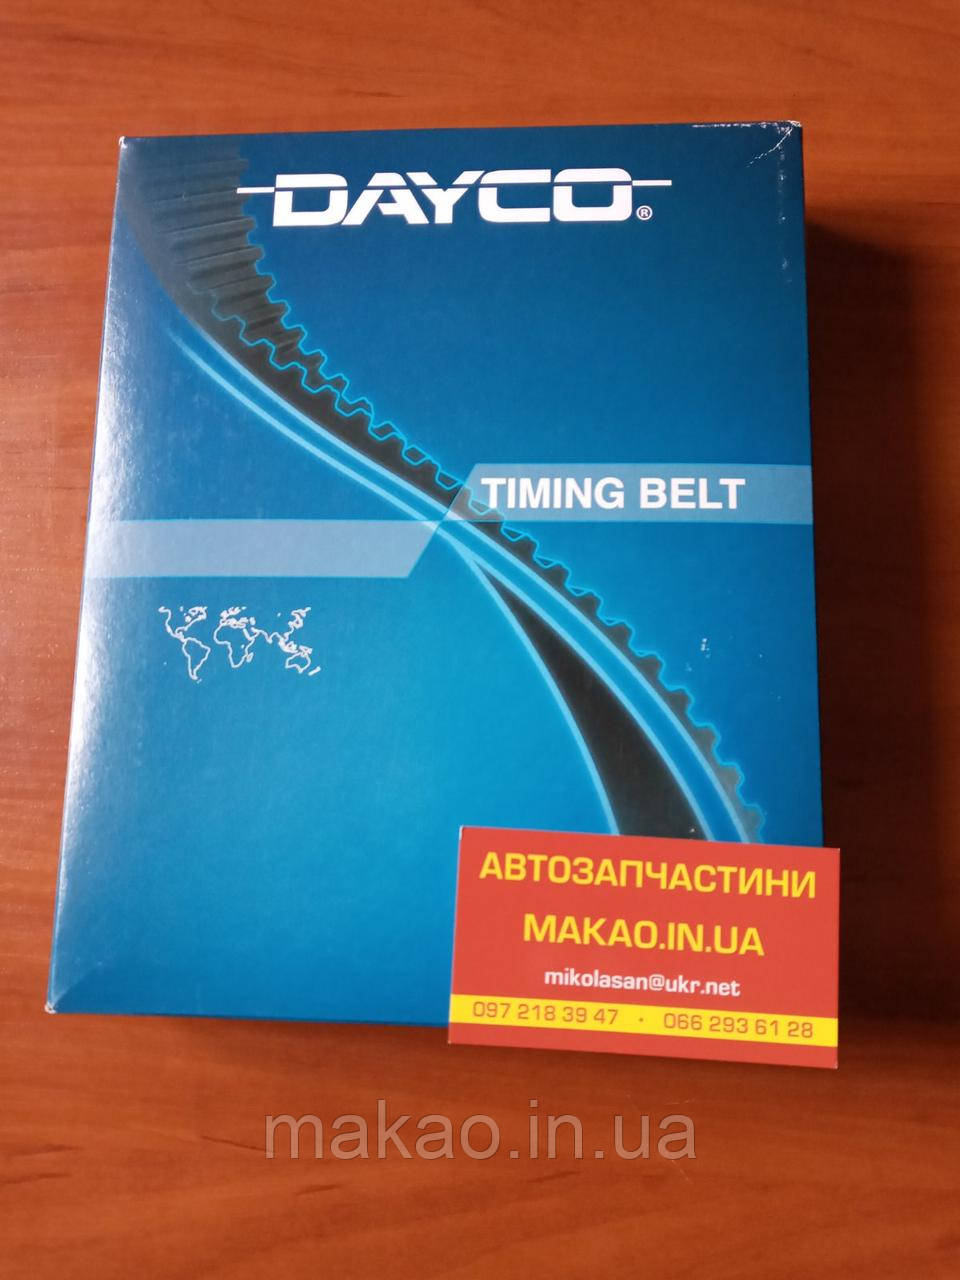 DAYCO®
TIMING BELT
АВТОЗАПЧАСТИНИ
MAKAO.IN.UA
mikolasan@ukr.net
097 218 39 47 · 066 293 61 28
makao.in.ua